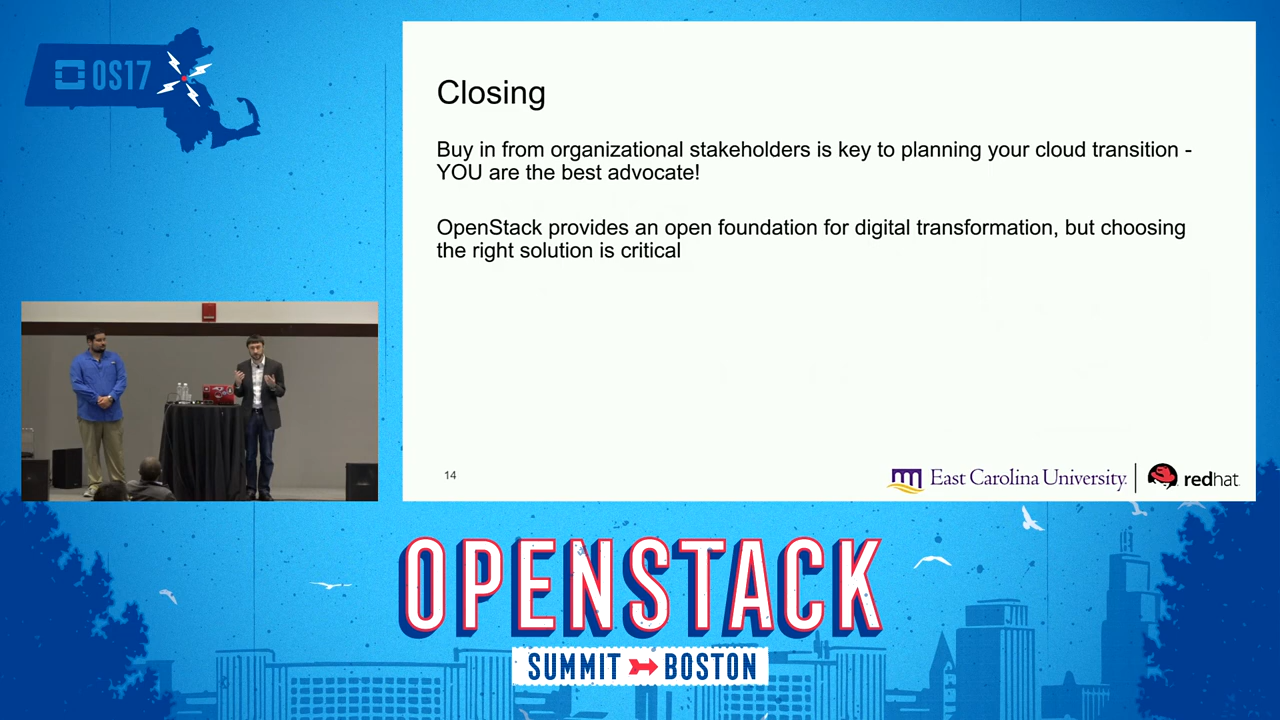 OS17
Closing
Buy in from organizational stakeholders is key to planning your cloud transition -
YOU are the best advocate!
OpenStack provides an open foundation for digital transformation, but choosing
the right solution is critical
14
East Carolina University.
redhat.
OPENSTACK
SUMMIT BOSTON